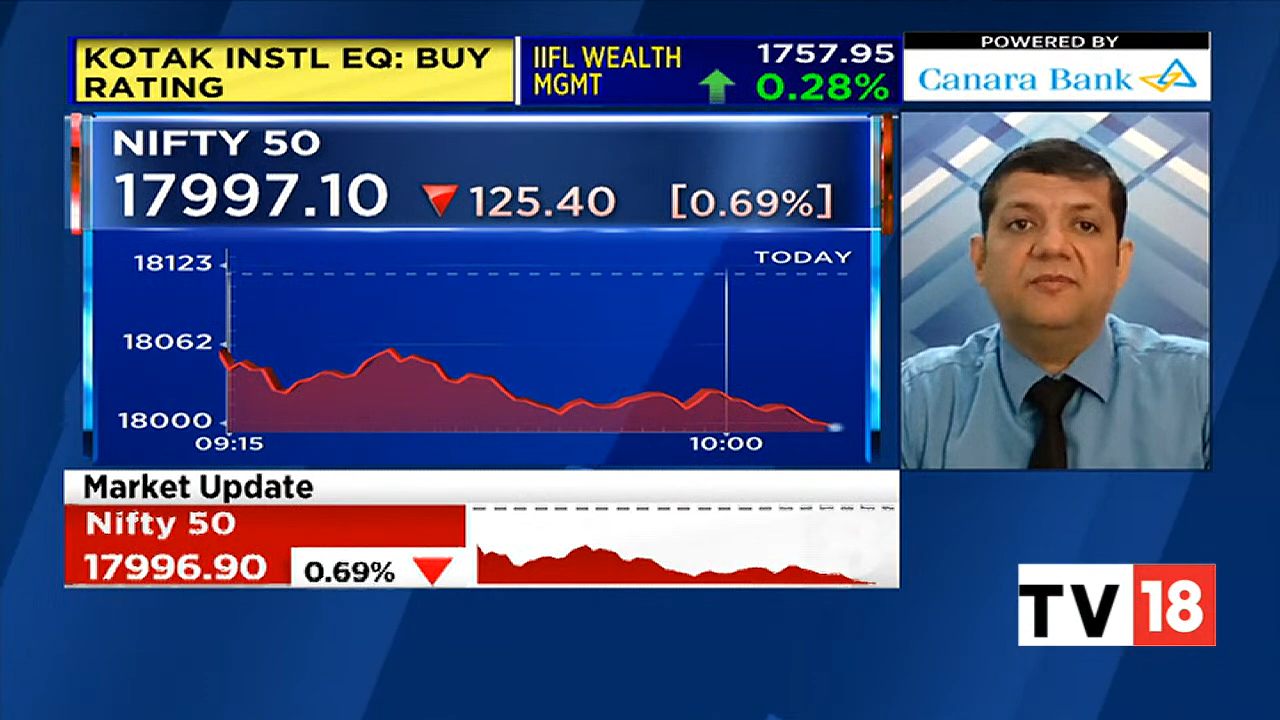 KOTAK INSTL EQ: BUY
RATING
IIFL WEALTH
MGMT
1757.95
0.28%
POWERED BY
Canara Bank
NIFTY 50
17997.10 125.40 [0.69%]
TODAY
18123
18062
18000
09:15 10:00
Market Update
Nifty 50
17996.90 0.69%
TV18